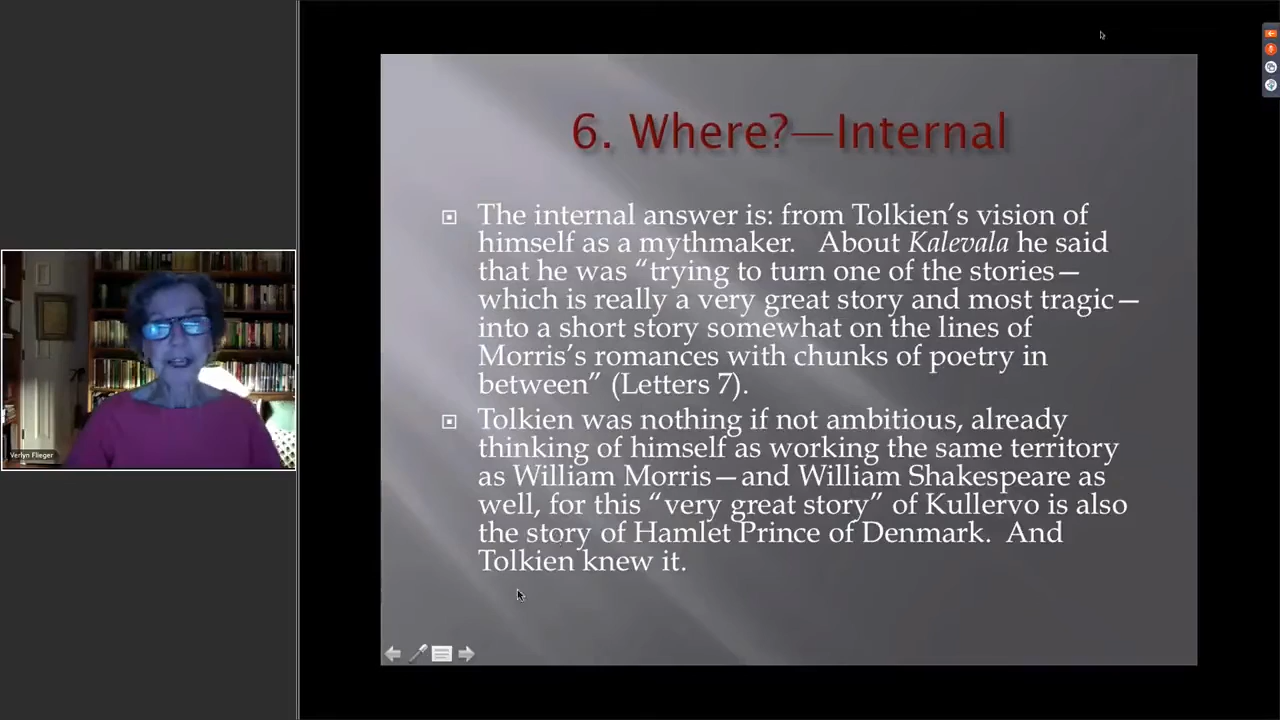 6. Where?—Internal
The internal answer is: from Tolkien’s vision of
himself as a mythmaker. About Kalevala he said
that he was “trying to turn one of the stories—
which is really a very great story and most tragic—
into a short story somewhat on the lines of
Morris’s romances with chunks of poetry in
between” (Letters 7).
Tolkien was nothing if not ambitious, already
thinking of himself as working the same territory
as William Morris—and William Shakespeare as
well, for this “very great story” of Kullervo is also
the story of Hamlet Prince of Denmark. And
Tolkien knew it.
Verlyn Flieger